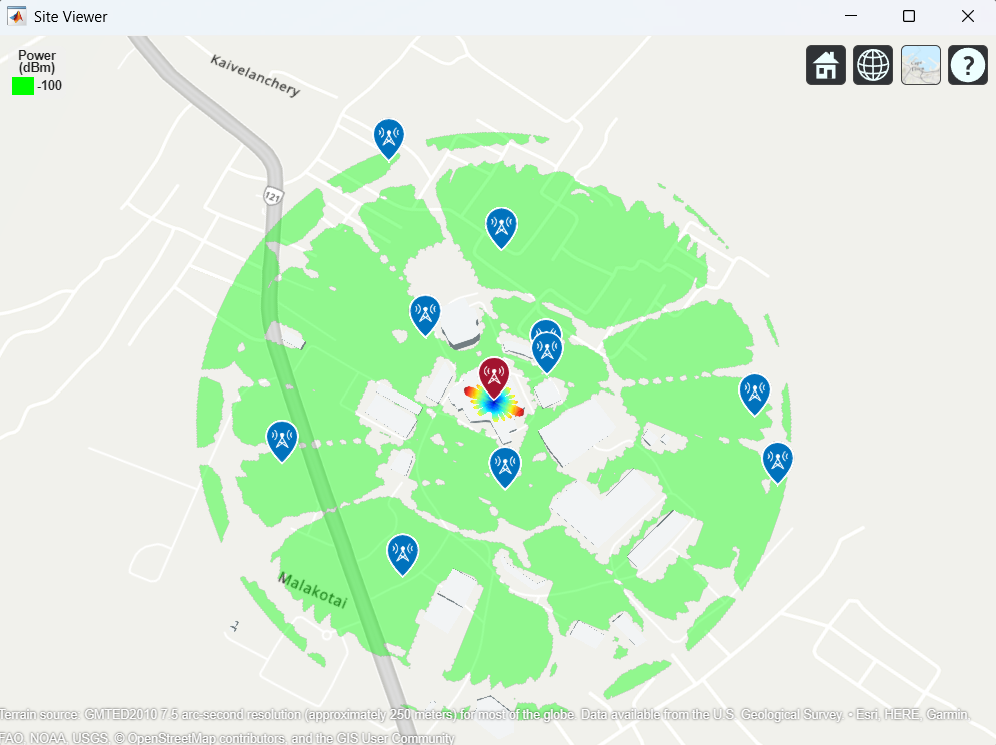 Site Viewer
Power
(dBm)
-100
?
Kaivelanchery
121
Malakotai
Terrain source: GMTED2010 7.5 arc-second resolution (approximately 250 meters) for most of the globe. Data available from the U.S. Geological Survey. • Esri, HERE, Garmin,
FAO, NOAA, USGS, © OpenStreetMap contributors, and the GIS User Community